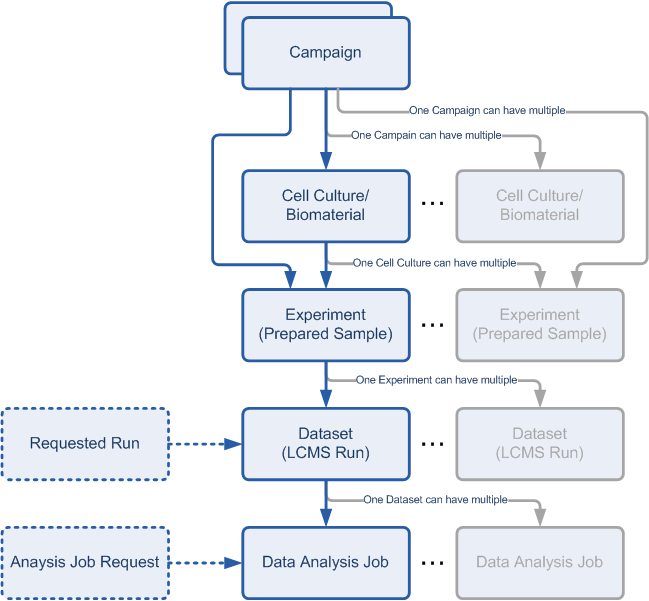 Campaign
One Campaign can have multiple
One Campain can have multiple
Cell Culture/
Biomaterial
...
Cell Culture/
Biomaterial
One Cell Culture can have multiple
Experiment
(Prepared Sample)
...
Experiment
(Prepared Sample)
One Experiment can have multiple
Requested Run
Dataset
(LCMS Run)
...
Dataset
(LCMS Run)
One Dataset can have multiple
Anaysis Job Request
Data Analysis Job
...
Data Analysis Job